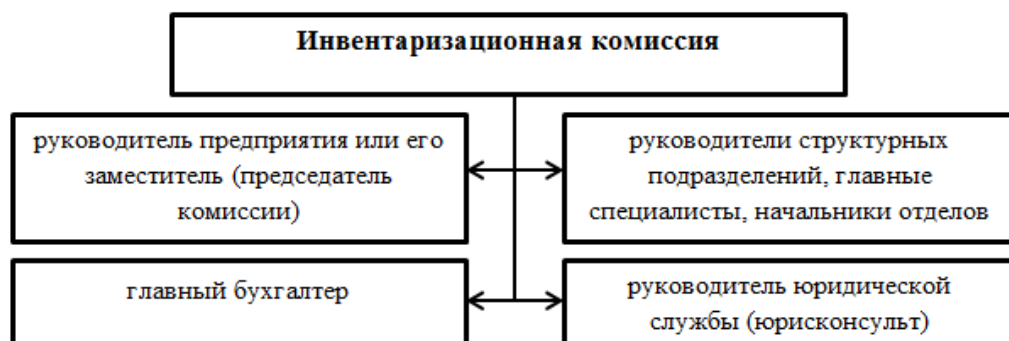 Инвентаризационная комиссия
руководитель предприятия или его
заместитель (председатель
комиссии)
руководители структурных
подразделений, главные
специалисты, начальники отделов
главный бухгалтер
руководитель юридической
службы (юрисконсульт)